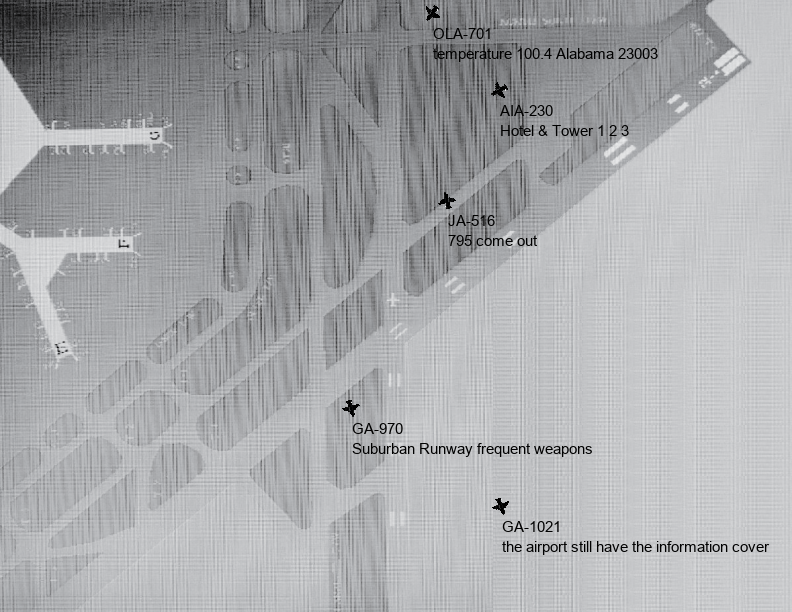 OLA-701
temperature 100.4 Alabama 23003
AIA-230
Hotel & Tower 1 2 3
JA-516
795 come out
GA-970
Suburban Runway frequent weapons
GA-1021
the airport still have the information cover